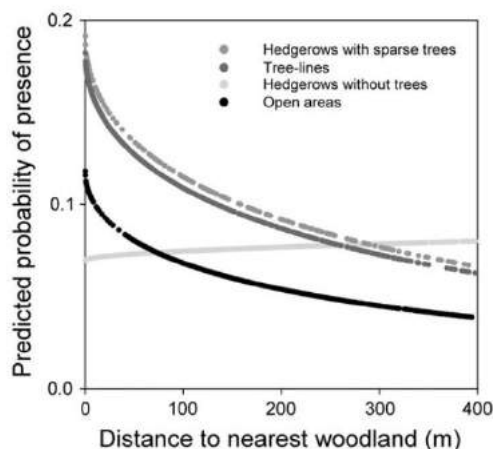 0.2
Hedgerows with sparse trees
Tree-lines
Hedgerows without trees
Open areas
Predicted probability of presence
0.1
0.0
0 100 200 300 400
Distance to nearest woodland (m)